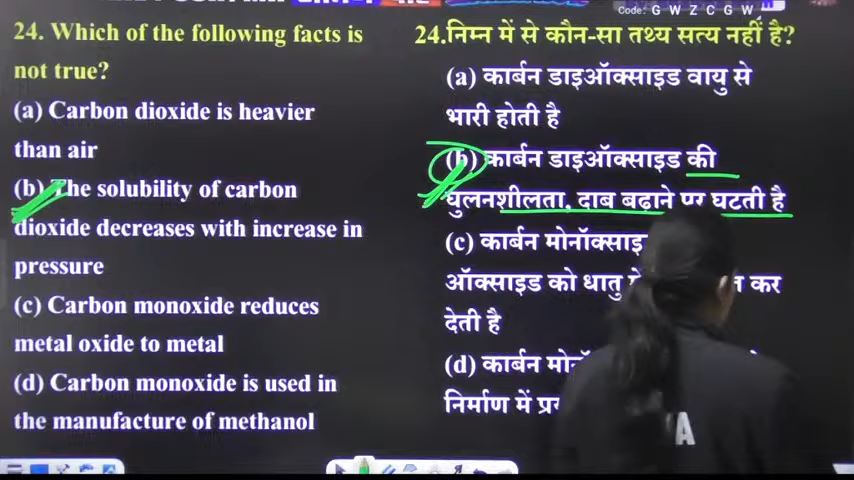 Code: G W Z C G W
24. Which of the following facts is
not true?
(a) Carbon dioxide is heavier
than air
(b) The solubility of carbon
dioxide decreases with increase in
pressure
(c) Carbon monoxide reduces
metal oxide to metal
(d) Carbon monoxide is used in
the manufacture of methanol
24.निम्न में से कौन-सा तथ्य सत्य नहीं है?
(a) कार्बन डाइऑक्साइड वायु से
भारी होती है
(b) कार्बन डाइऑक्साइड की
घुलनशीलता, दाब बढ़ाने पर घटती है
(c) कार्बन
ऑक्साइड को धातु कर
देती है
(d) कार्बन
निर्माण में